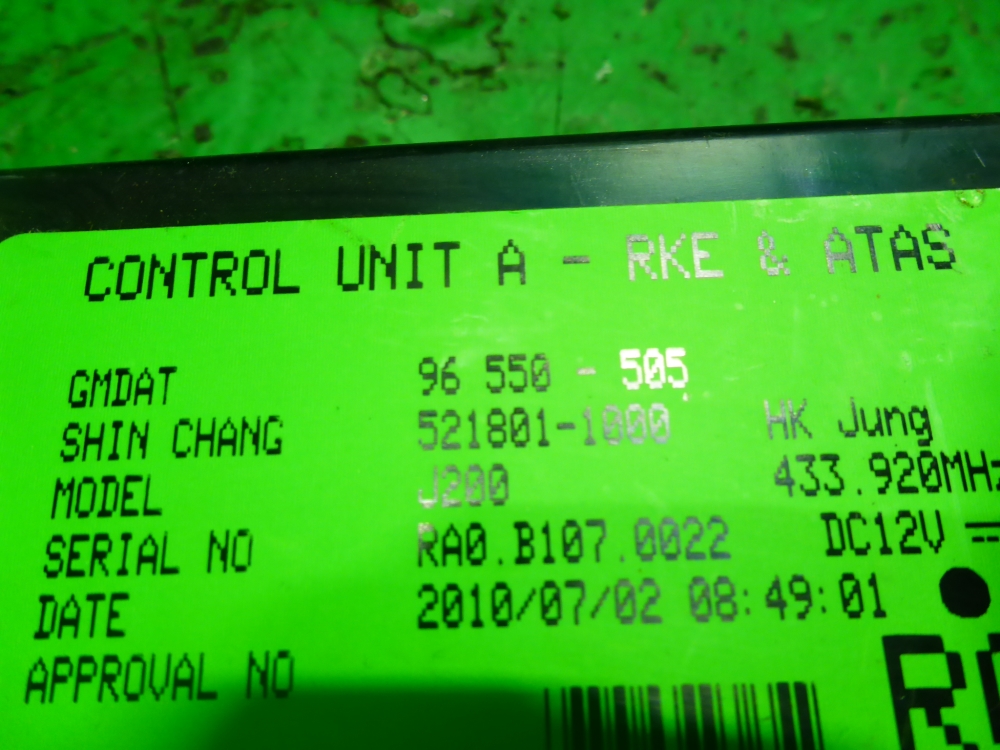 CONTROL UNIT A - RKE & ATAS
GMDAT 96 550 - 505
SHIN CHANG 521801-1000 HK Jung
MODEL J200 433.920MHz
SERIAL NO RA0.B107.0022 DC12V
DATE 2010/07/02 08:49:01
APPROVAL NO